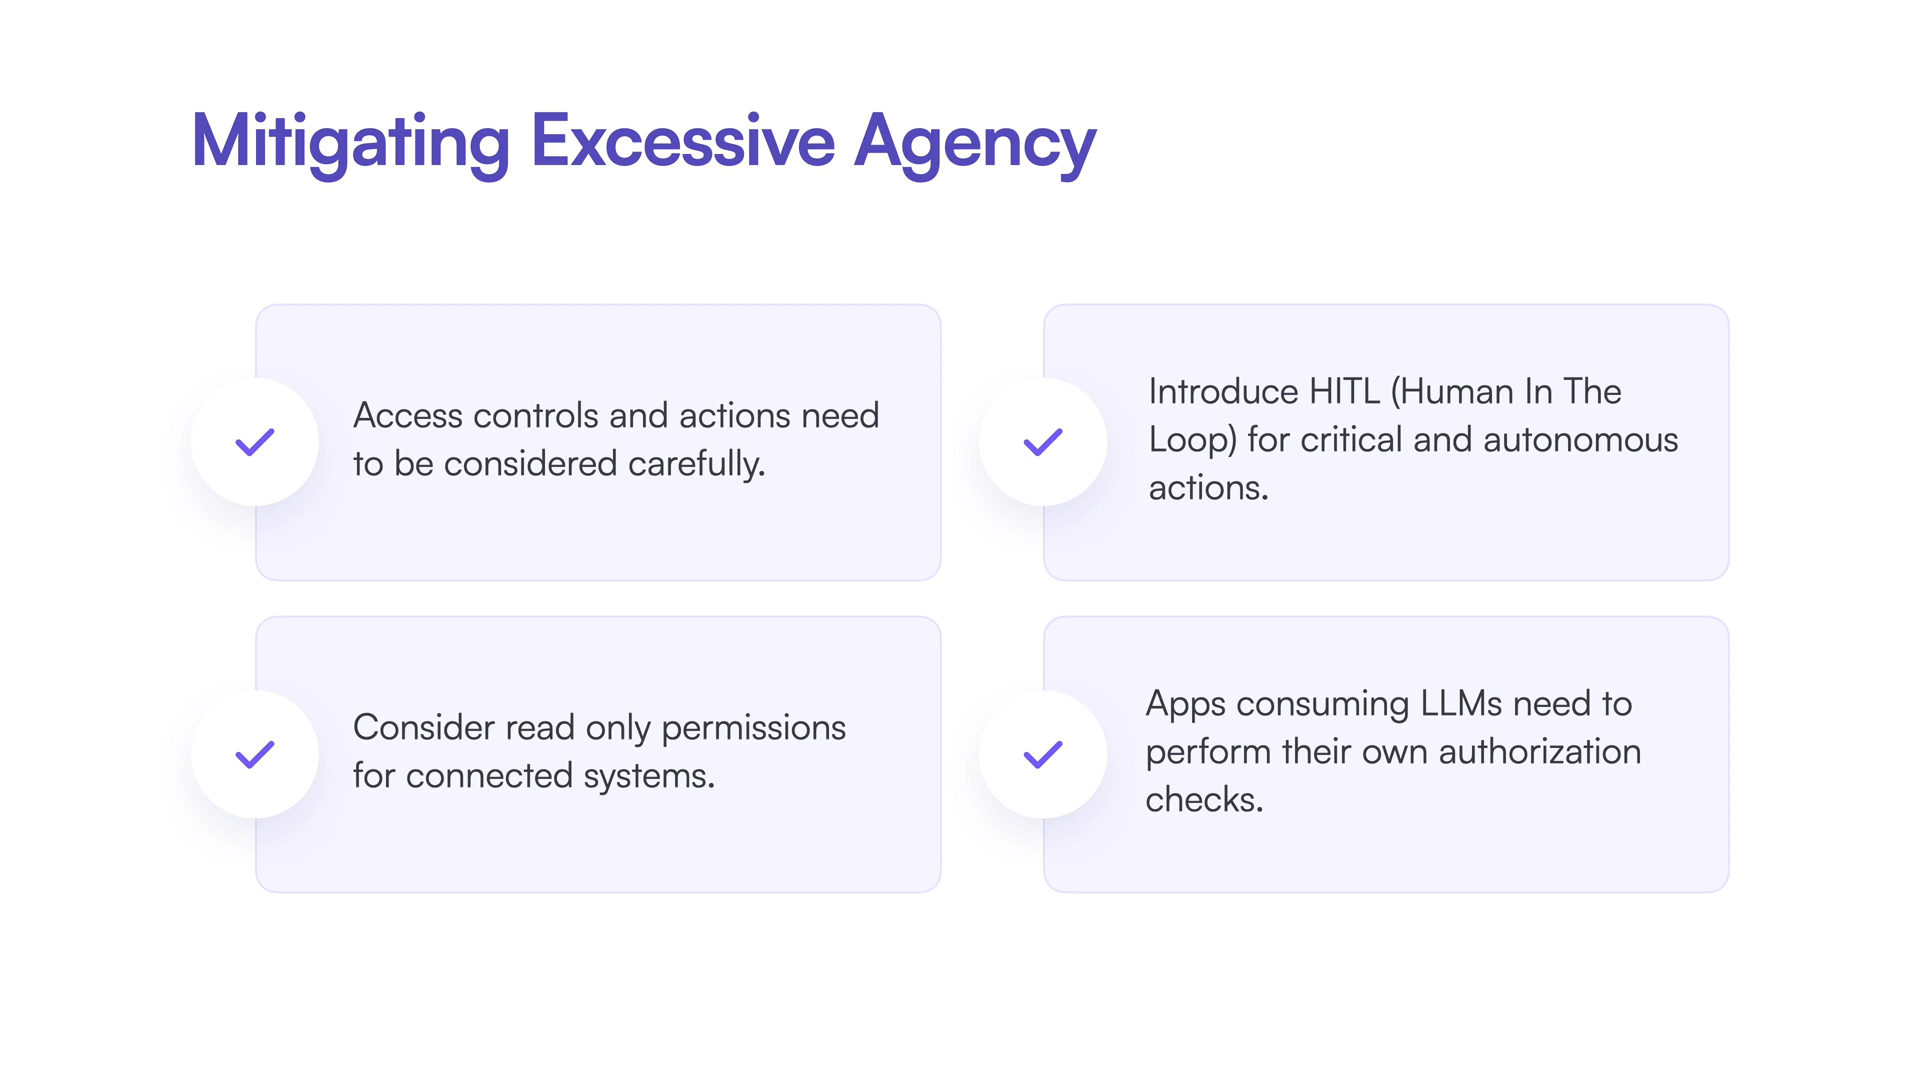 Mitigating Excessive Agency
Access controls and actions need
to be considered carefully.
Introduce HITL (Human In The
Loop) for critical and autonomous
actions.
Consider read only permissions
for connected systems.
Apps consuming LLMs need to
perform their own authorization
checks.